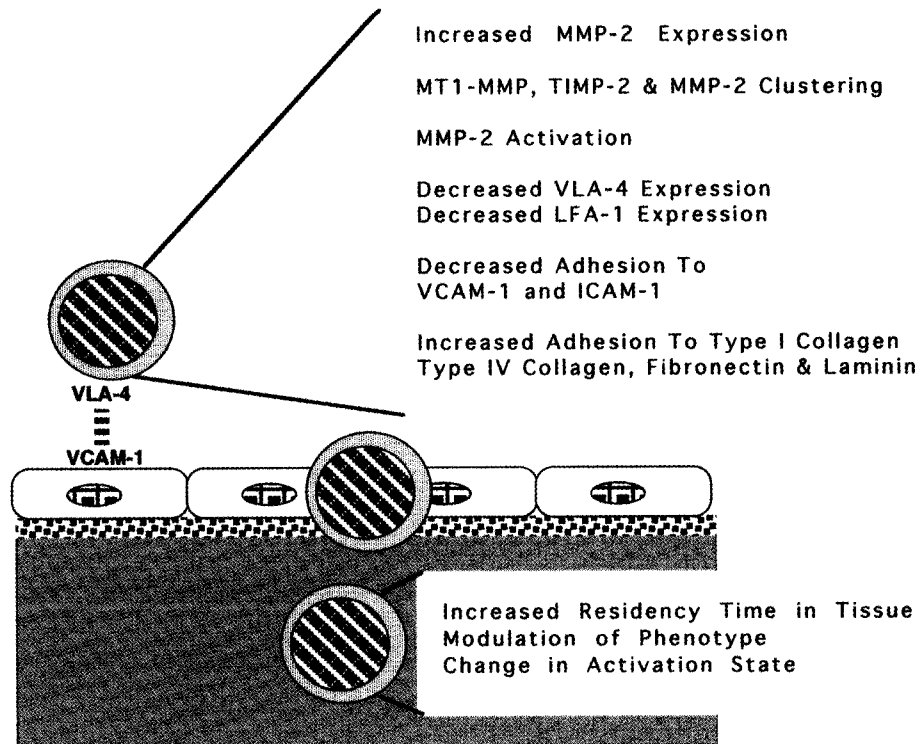 Increased MMP-2 Expression
MT1-MMP, TIMP-2 & MMP-2 Clustering
MMP-2 Activation
Decreased VLA-4 Expression
Decreased LFA-1 Expression
Decreased Adhesion To
VCAM-1 and ICAM-1
Increased Adhesion To Type I Collagen
Type IV Collagen, Fibronectin & Laminin
VLA-4
VCAM-1
Increased Residency Time in Tissue
Modulation of Phenotype
Change in Activation State